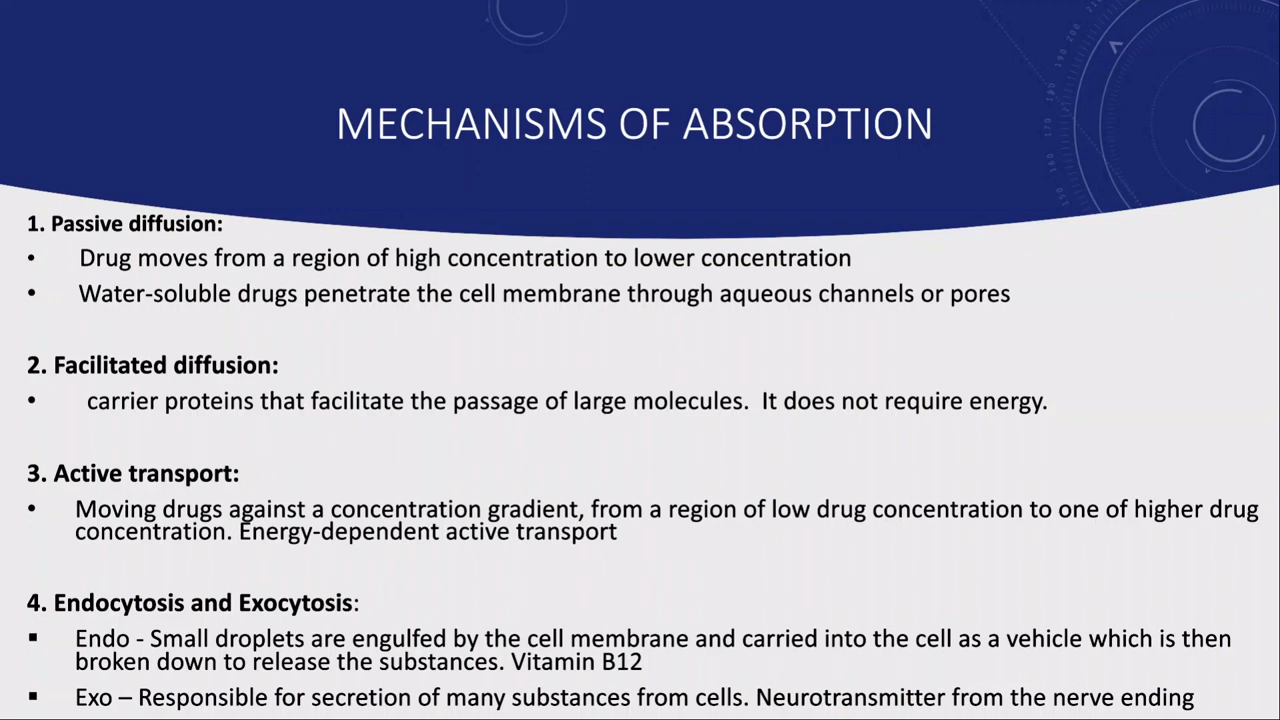 MECHANISMS OF ABSORPTION
1. Passive diffusion:
• Drug moves from a region of high concentration to lower concentration
• Water-soluble drugs penetrate the cell membrane through aqueous channels or pores
2. Facilitated diffusion:
• carrier proteins that facilitate the passage of large molecules. It does not require energy.
3. Active transport:
• Moving drugs against a concentration gradient, from a region of low drug concentration to one of higher drug
concentration. Energy-dependent active transport
4. Endocytosis and Exocytosis:
▪ Endo - Small droplets are engulfed by the cell membrane and carried into the cell as a vehicle which is then
broken down to release the substances. Vitamin B12
▪ Exo – Responsible for secretion of many substances from cells. Neurotransmitter from the nerve ending